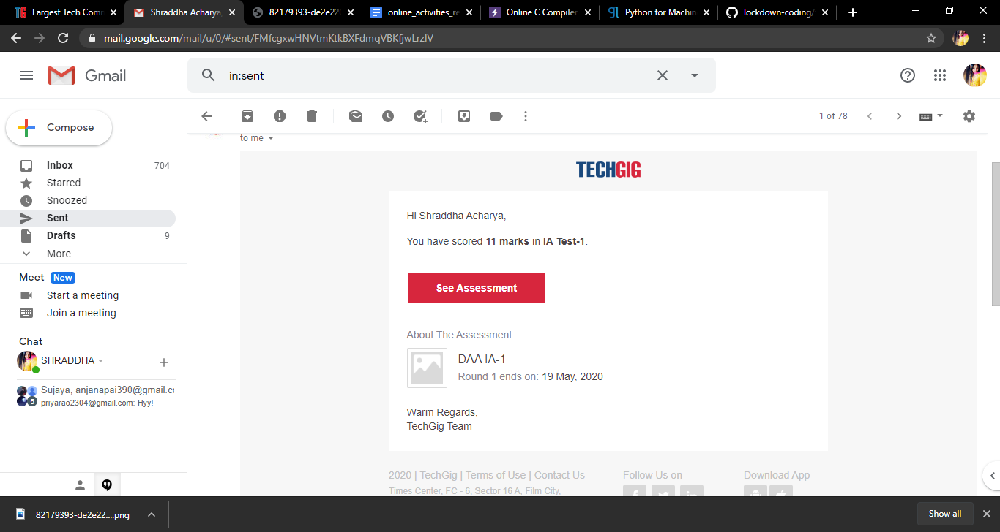 Largest Tech Com
Shraddha Acharya,
82179393-de2e22
online_activities_re
Online C Compiler
Python for Machin
lockdown-coding/
mail.google.com/mail/u/0/#sent/FMfcgxwHNVtmKtkBXFdmqVBKfjwLrzlV
Gmail
in:sent
Compose
1 of 78
to me
Inbox 704
Starred
Snoozed
Sent
Drafts 9
More
Meet New
Start a meeting
Join a meeting
Chat
SHRADDHA
Sujaya, anjanapai390@gmail.co
priyarao2304@gmail.com: Hyy!
5
TECHGIG
Hi Shraddha Acharya,
You have scored 11 marks in IA Test-1.
See Assessment
About The Assessment
DAA IA-1
Round 1 ends on: 19 May, 2020
Warm Regards,
TechGig Team
2020 | TechGig | Terms of Use | Contact Us
Times Center, FC - 6, Sector 16 A, Film City,
Follow Us on
Download App
82179393-de2e22....png
Show all